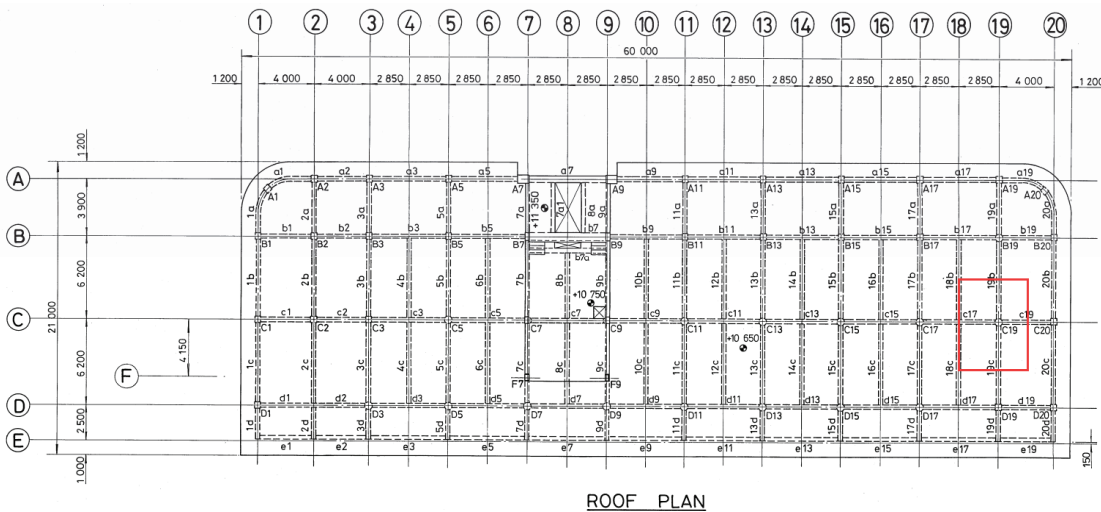 1 2 3 4 5 6 7 8 9 10 11 12 13 14 15 16 17 18 19 20
60 000
1 200 4 000 4 000 2 850 2 850 2 850 2 850 2 850 2 850 2 850 2 850 2 850 2 850 2 850 2 850 2 850 2 850 2 850 2 850 4 000 1 200
1 200
A
a1 a2 a3 a5 a7 a9 a11 a13 a15 a17 a19
A1 A2 A3 A5 A7 A9 A11 A13 A15 A17 A19 A20
3 900
1a 2a 3a 5a 7a +11 350 7a1 8a 9a 11a 13a 15a 17a 19a 20a
b1 b2 b3 b5 b7 b9 b11 b13 b15 b17 b19
B
B1 B2 B3 B5 B7 B9 B11 B13 B15 B17 B19 B20
b7a
21 000
6 200
1b 2b 3b 4b 5b 6b 8b 9b 10b 11b 12b 13b 14b 15b 16b 17b 18b 19b 20b
+10 750
c1 c2 c3 c5 c7 c9 c11 c13 c15 c17 c19
C
C1 C2 C3 C5 C7 C9 C11 C13 C15 C17 C19 C20
+10 650
6 200
4 150
1c 2c 3c 4c 5c 6c 7c 8c 9c 10c 11c 12c 13c 14c 15c 16c 17c 18c 19c 20c
F
F7 F9
d1 d2 d3 d5 d7 d9 d11 d13 d15 d17 d19
D
D1 D3 D5 D7 D9 D11 D13 D15 D17 D19 D20
2 500
1d 2d 3d 5d 7d 9d 11d 13d 15d 17d 19d 20d
E
e1 e2 e3 e5 e7 e9 e11 e13 e15 e17 e19
1 000
150
ROOF PLAN